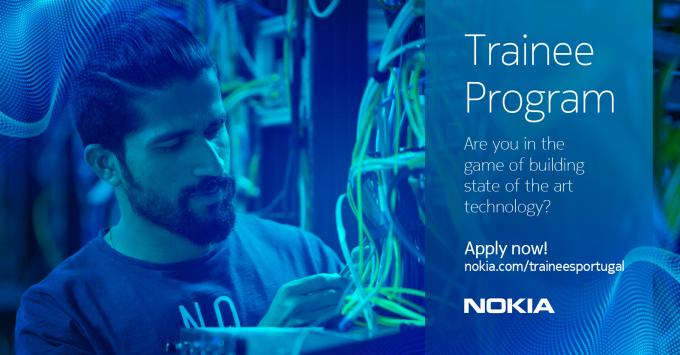 Trainee
Program
Are you in the
game of building
state of the art
technology?
Apply now!
nokia.com/traineesportugal
NOKIA
NO